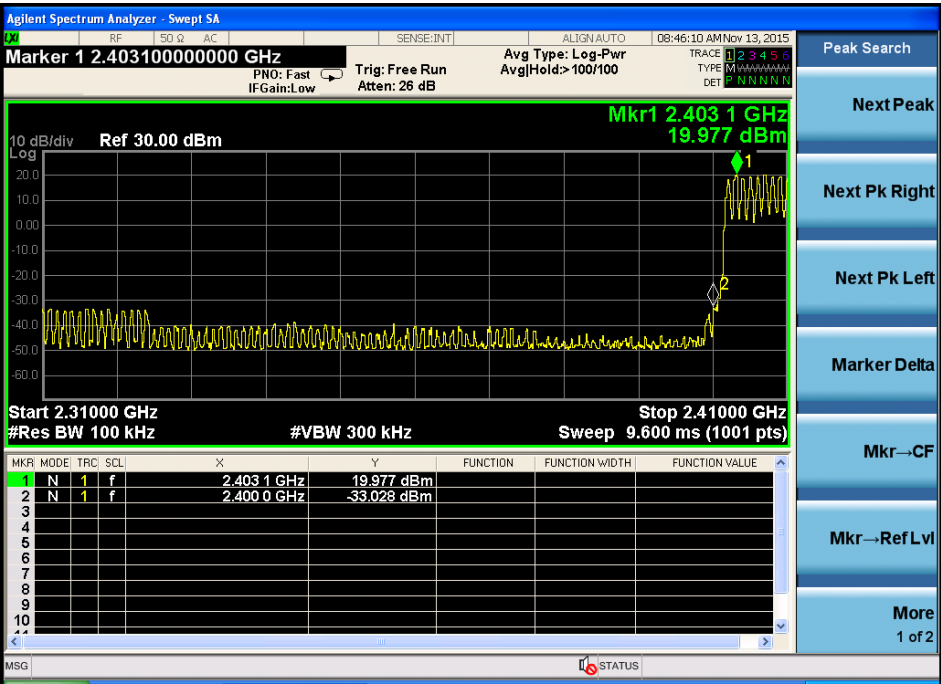 Agilent Spectrum Analyzer - Swept SA
LXI RF 50 Ω AC SENSE:INT ALIGN AUTO 08:46:10 AM Nov 13, 2015
Marker 1 2.403100000000 GHz
PNO: Fast
IFGain:Low
Trig: Free Run
Atten: 26 dB
Avg Type: Log-Pwr
Avg|Hold:> 100/100
TRACE 1 2 3 4 5 6
TYPE M WWWWW
DET P N N N N N
Peak Search
Next Peak
Next Pk Right
Next Pk Left
Marker Delta
Mkr→CF
Mkr→Ref Lvl
More
1 of 2
Mkr1 2.403 1 GHz
19.977 dBm
10 dB/div Ref 30.00 dBm
Log
20.0
10.0
0.00
-10.0
-20.0
-30.0
-40.0
-50.0
-60.0
1
2
Start 2.31000 GHz Stop 2.41000 GHz
#Res BW 100 kHz #VBW 300 kHz Sweep 9.600 ms (1001 pts)
MKR MODE TRC SCL X Y FUNCTION FUNCTION WIDTH FUNCTION VALUE
1 N 1 f 2.403 1 GHz 19.977 dBm
2 N 1 f 2.400 0 GHz -33.028 dBm
3
4
5
6
7
8
9
10
11
MSG STATUS